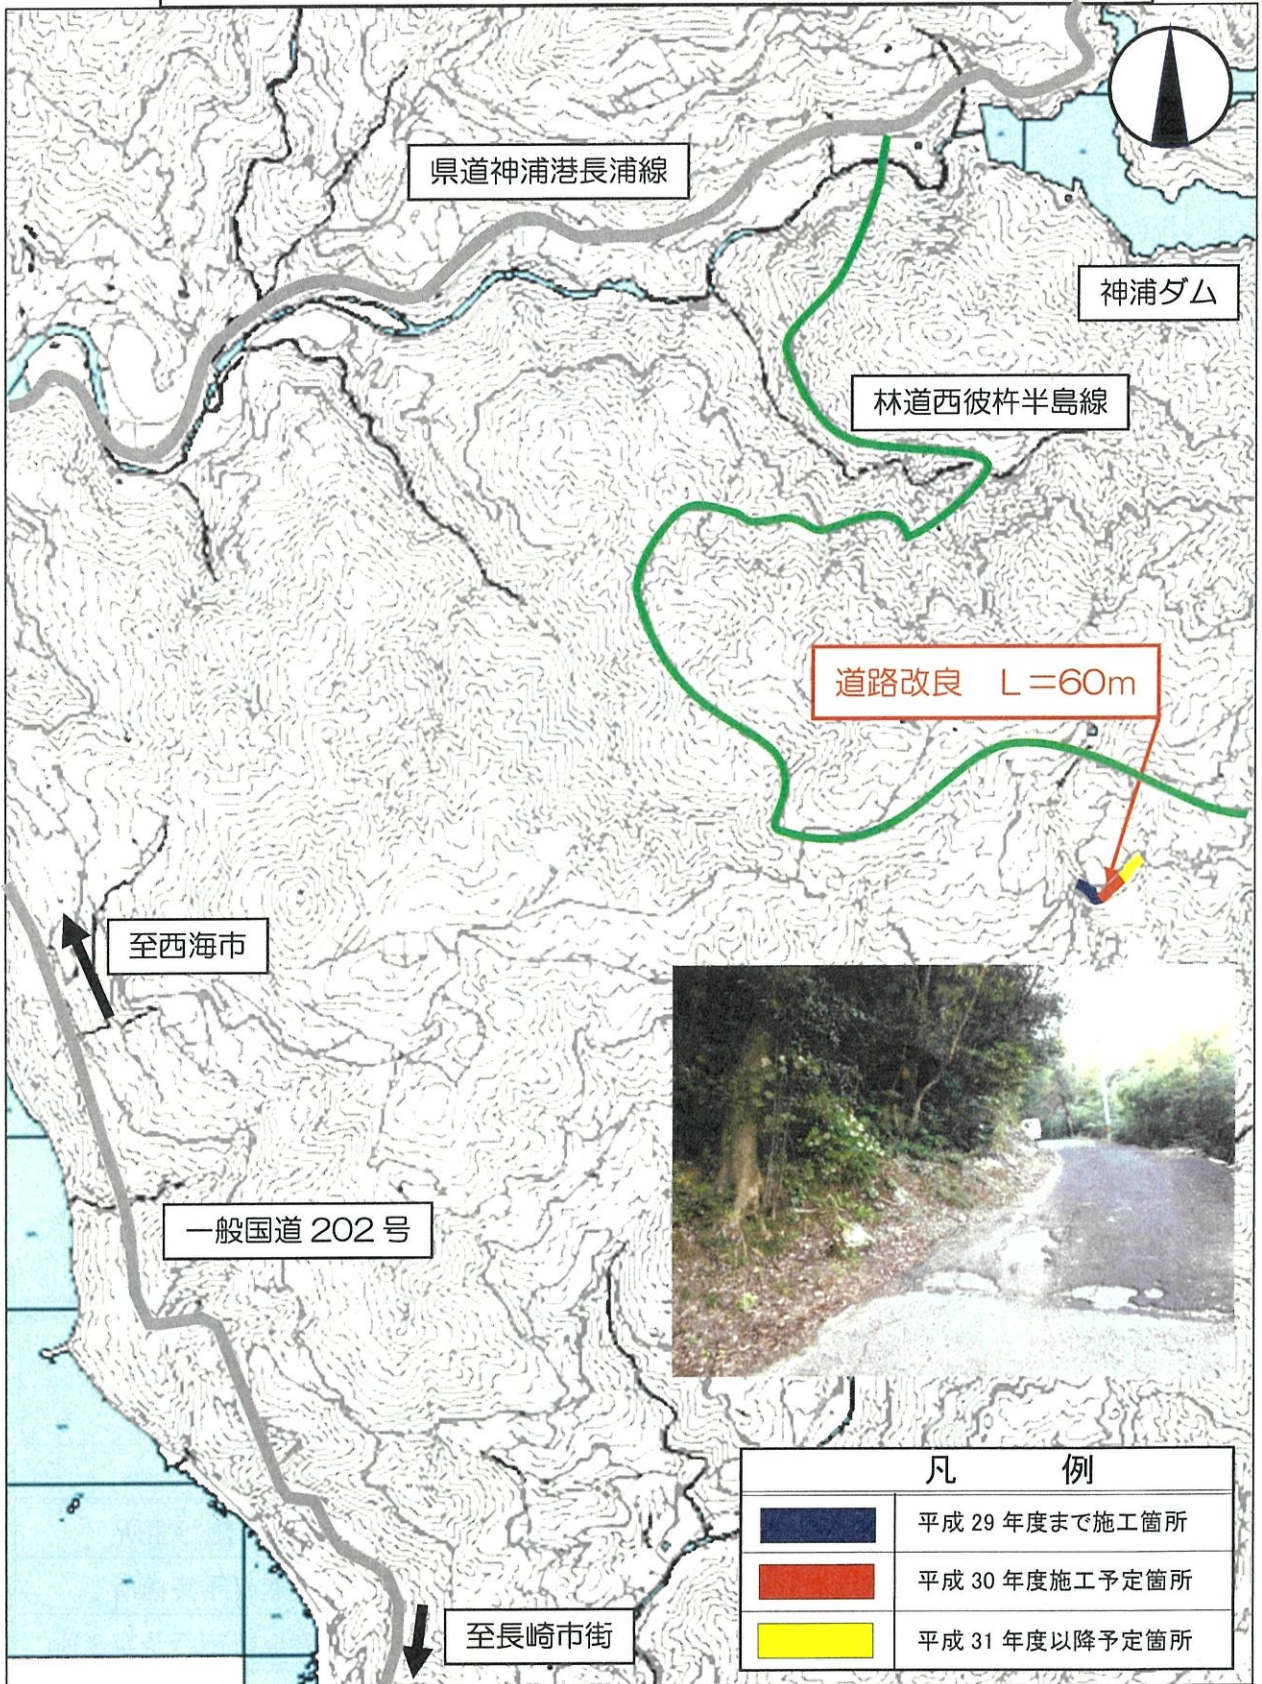 県道神浦港長浦線
神浦ダム
林道西彼杵半島線
道路改良　L=60m
至西海市
一般国道 202 号
至長崎市街
凡　例
平成 29 年度まで施工箇所
平成 30 年度施工予定箇所
平成 31 年度以降予定箇所